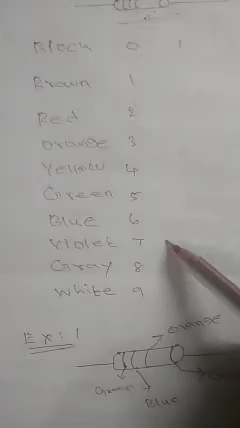 Black 0 1
Brown 1
Red 2
Orange 3
Yellow 4
Green 5
Blue 6
Violet 7
Gray 8
White 9
Ex: 1
Orange
Green
Blue